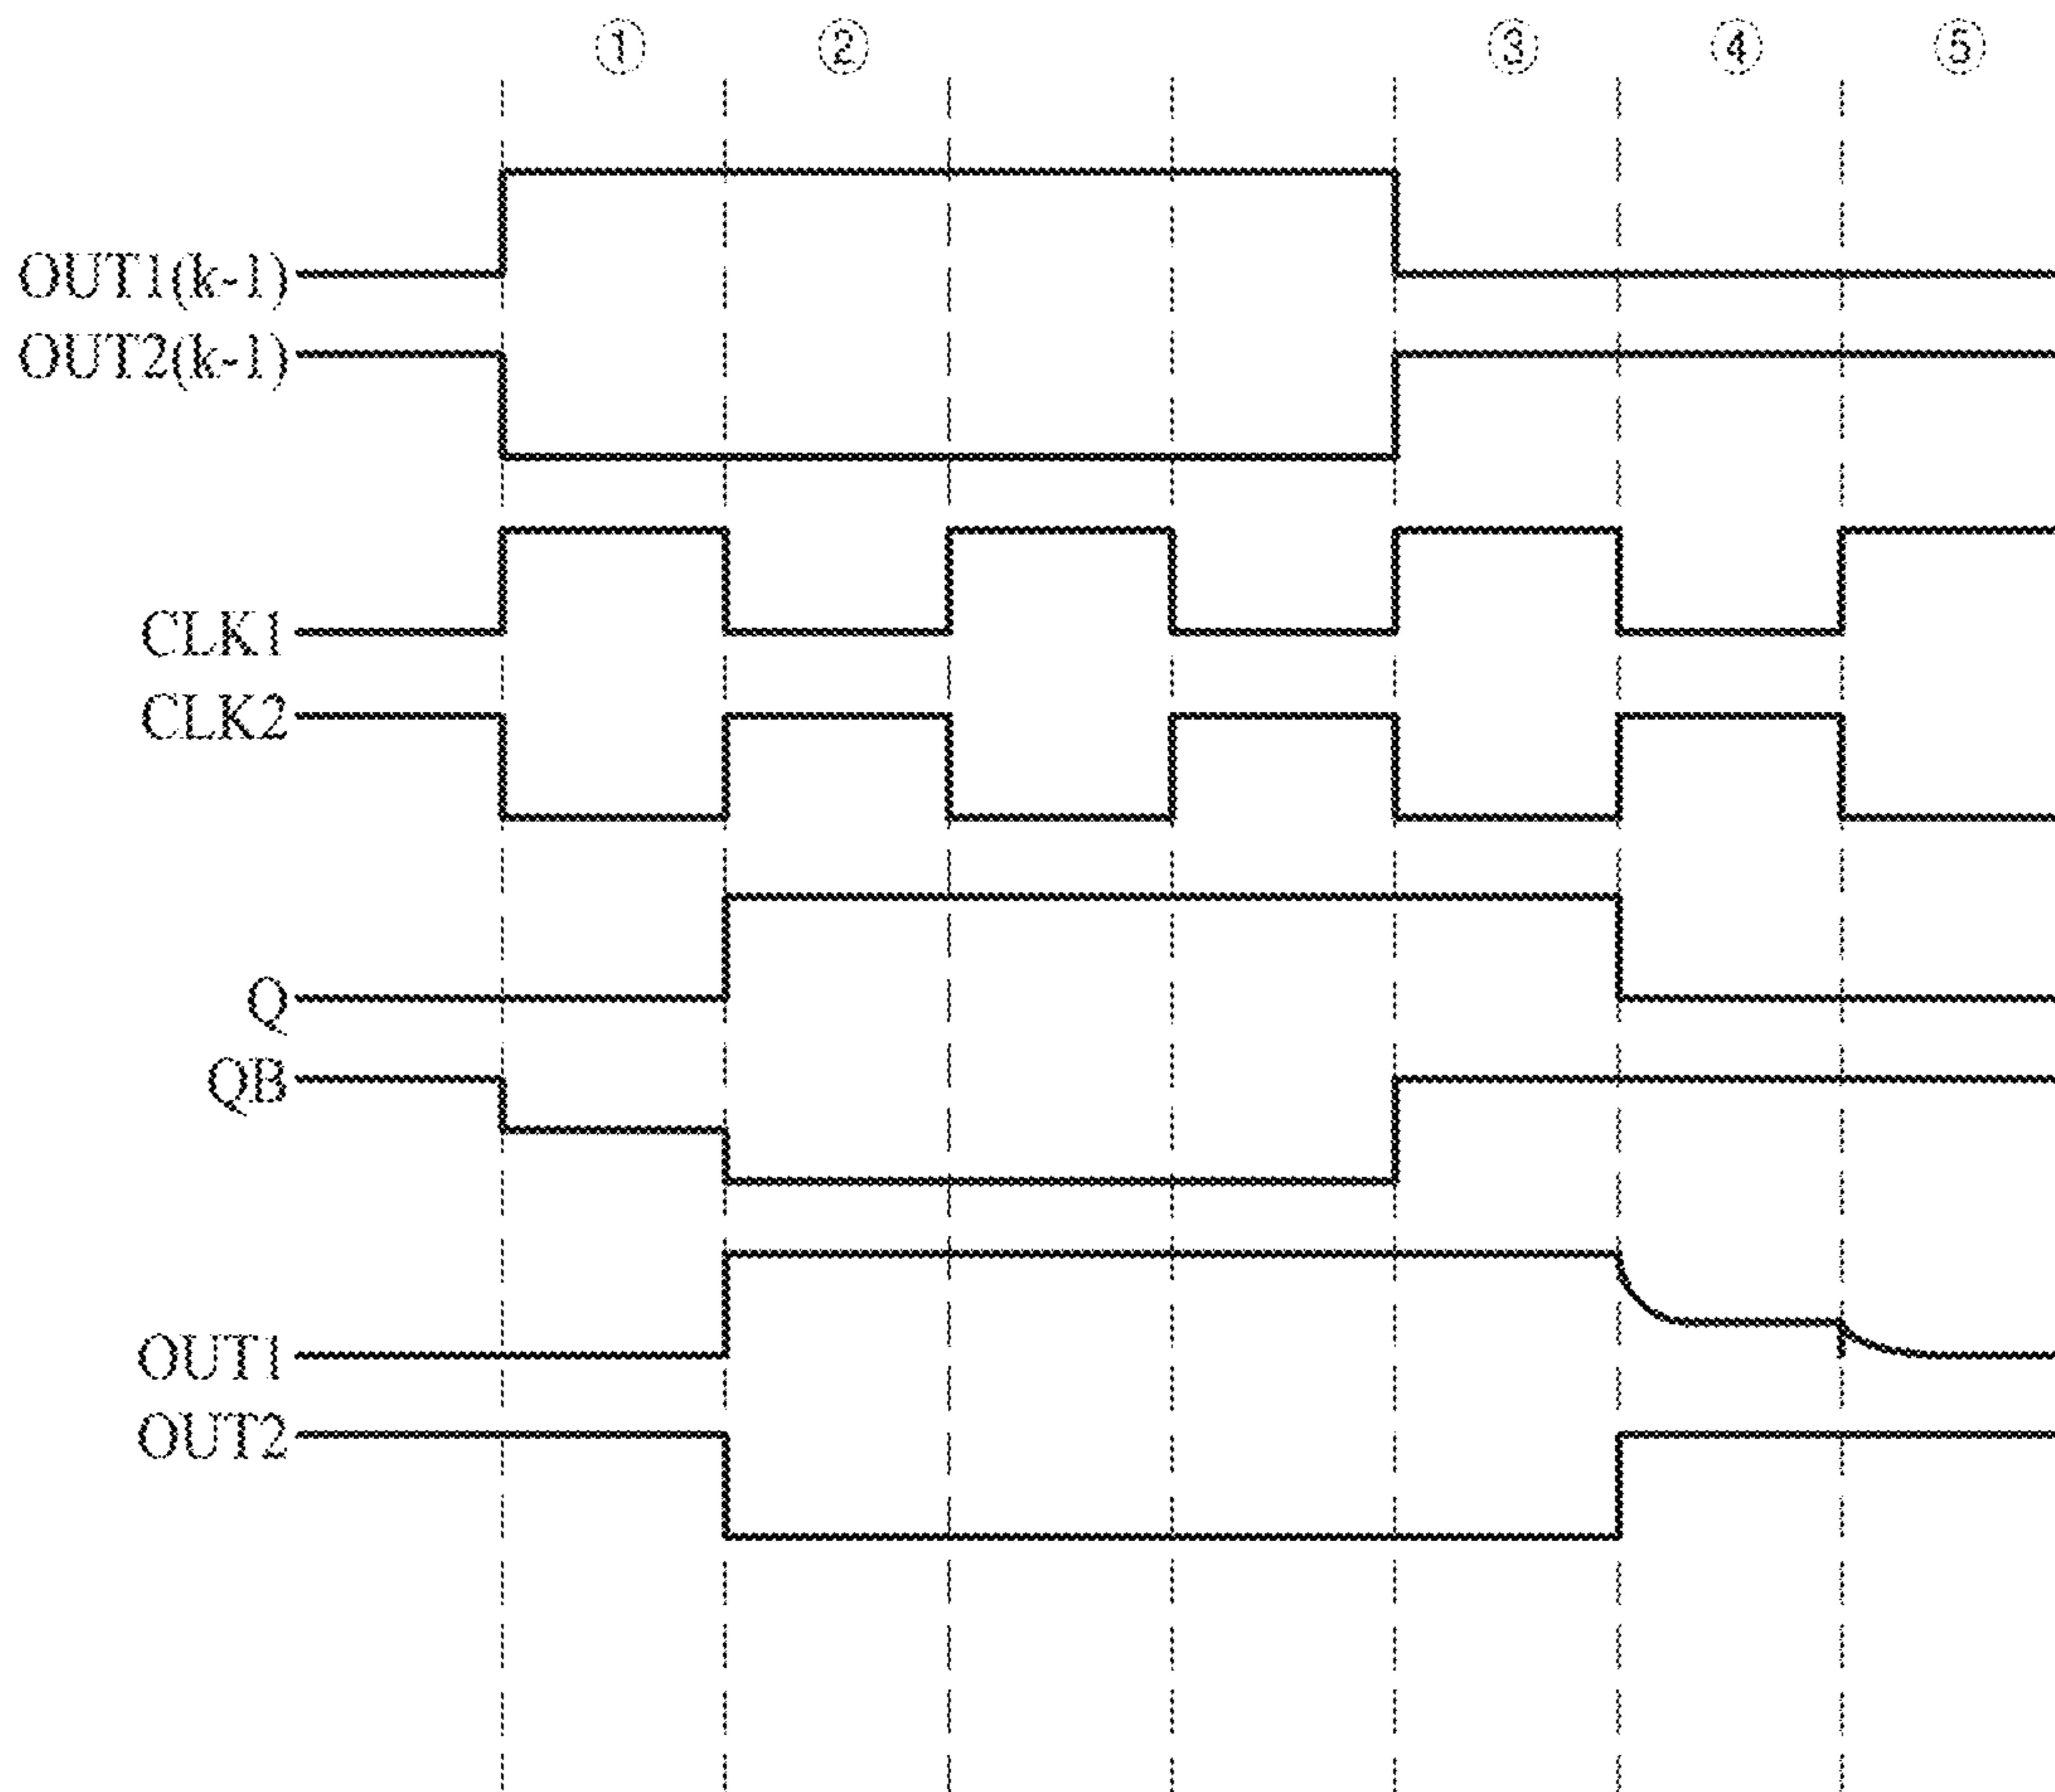 ① ② ③ ④ ⑤
OUT1(k-1)
OUT2(k-1)
CLK1
CLK2
Q
QB
OUT1
OUT2